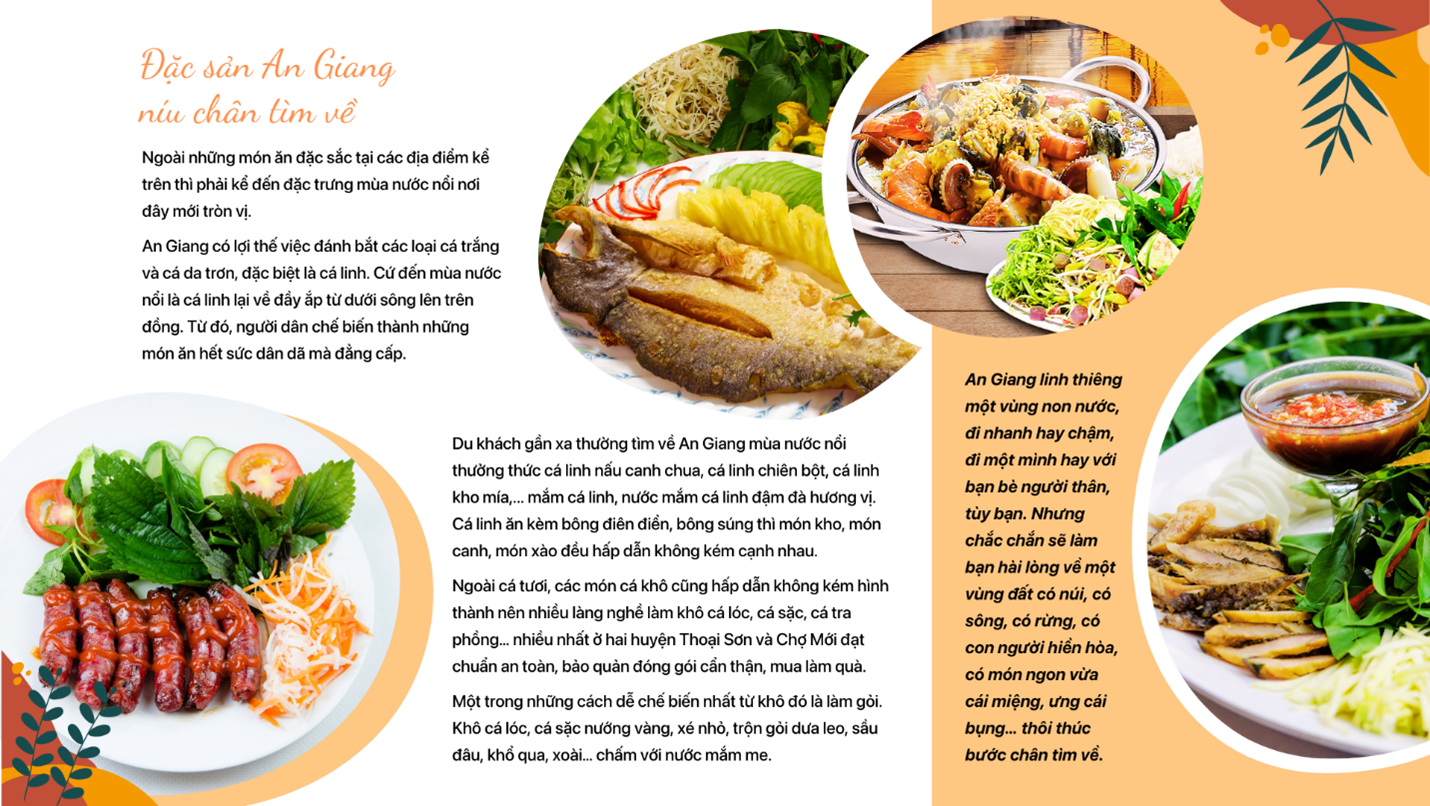 Đặc sản An Giang
níu chân tìm về
Ngoài những món ăn đặc sắc tại các địa điểm kể
trên thì phải kể đến đặc trưng mùa nước nổi nơi
đây mới tròn vị.
An Giang có lợi thế việc đánh bắt các loại cá trắng
và cá da trơn, đặc biệt là cá linh. Cứ đến mùa nước
nổi là cá linh lại về đầy ắp từ dưới sông lên trên
đồng. Từ đó, người dân chế biến thành những
món ăn hết sức dân dã mà đẳng cấp.
Du khách gần xa thường tìm về An Giang mùa nước nổi
thưởng thức cá linh nấu canh chua, cá linh chiên bột, cá linh
kho mía,... mắm cá linh, nước mắm cá linh đậm đà hương vị.
Cá linh ăn kèm bông điên điển, bông súng thì món kho, món
canh, món xào đều hấp dẫn không kém cạnh nhau.
Ngoài cá tươi, các món cá khô cũng hấp dẫn không kém hình
thành nên nhiều làng nghề làm khô cá lóc, cá sặc, cá tra
phồng... nhiều nhất ở hai huyện Thoại Sơn và Chợ Mới đạt
chuẩn an toàn, bảo quản đóng gói cẩn thận, mua làm quà.
Một trong những cách dễ chế biến nhất từ khô đó là làm gỏi.
Khô cá lóc, cá sặc nướng vàng, xé nhỏ, trộn gỏi dưa leo, sầu
đâu, khổ qua, xoài... chấm với nước mắm me.
An Giang linh thiêng
một vùng non nước,
đi nhanh hay chậm,
đi một mình hay với
bạn bè người thân,
tùy bạn. Nhưng
chắc chắn sẽ làm
bạn hài lòng về một
vùng đất có núi, có
sông, có rừng, có
con người hiền hòa,
có món ngon vừa
cái miệng, ưng cái
bụng... thôi thúc
bước chân tìm về.